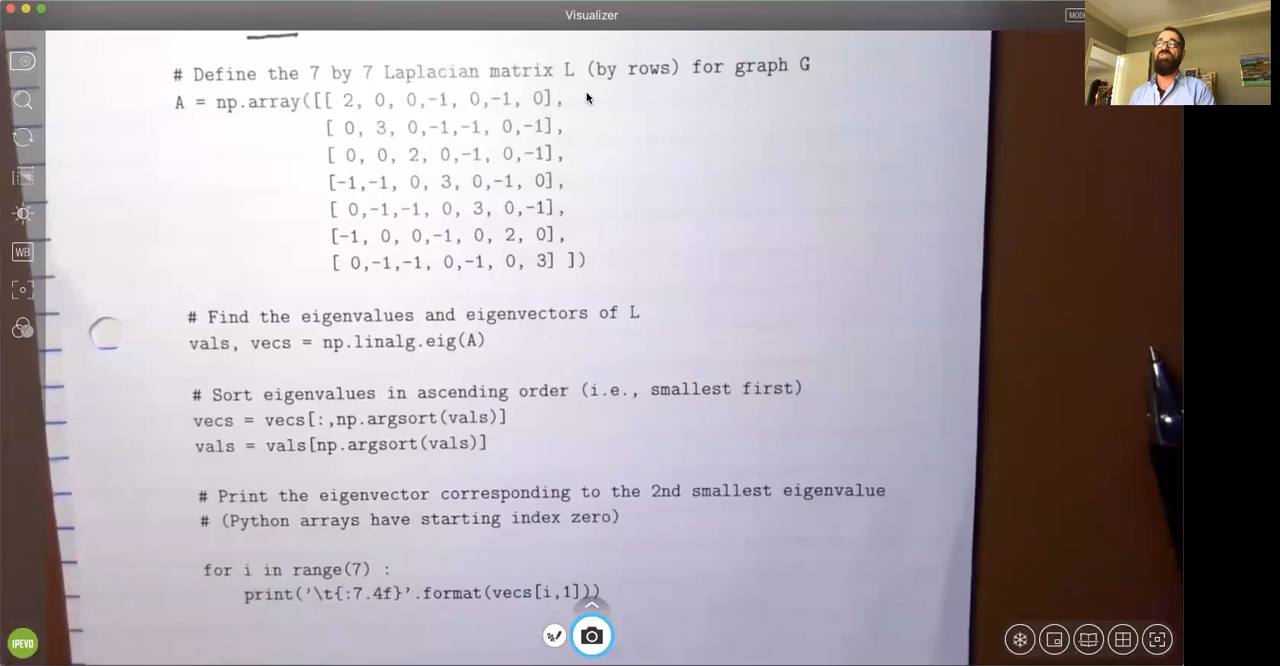 Visualizer
# Define the 7 by 7 Laplacian matrix L (by rows) for graph G
A = np.array([[ 2, 0, 0,-1, 0,-1, 0],
[ 0, 3, 0,-1,-1, 0,-1],
[ 0, 0, 2, 0,-1, 0,-1],
[-1,-1, 0, 3, 0,-1, 0],
[ 0,-1,-1, 0, 3, 0,-1],
[-1, 0, 0,-1, 0, 2, 0],
[ 0,-1,-1, 0,-1, 0, 3] ])
# Find the eigenvalues and eigenvectors of L
vals, vecs = np.linalg.eig(A)
# Sort eigenvalues in ascending order (i.e., smallest first)
vecs = vecs[:,np.argsort(vals)]
vals = vals[np.argsort(vals)]
# Print the eigenvector corresponding to the 2nd smallest eigenvalue
# (Python arrays have starting index zero)
for i in range(7) :
print('\t{:7.4f}'.format(vecs[i,1]))
WB
IPEVO